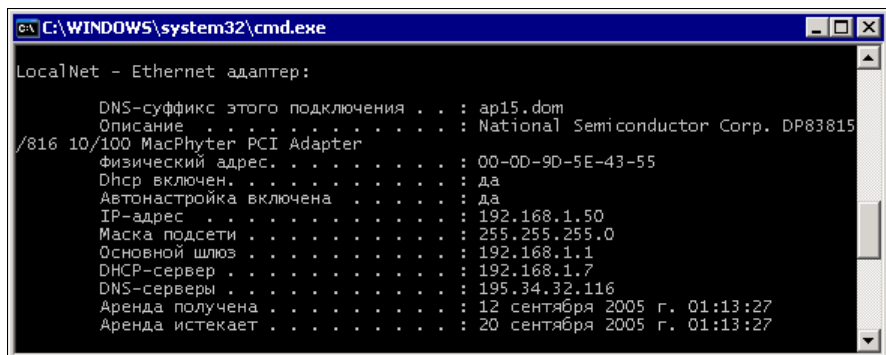 C:\WINDOWS\system32\cmd.exe
LocalNet - Ethernet адаптер:
DNS-суффикс этого подключения . . : ap15.dom
Описание . . . . . . . . . . . . : National Semiconductor Corp. DP83815
/816 10/100 MacPhyter PCI Adapter
Физический адрес. . . . . . . . . : 00-0D-9D-5E-43-55
Dhcp включен. . . . . . . . . . . : да
Автонастройка включена . . . . . : да
IP-адрес . . . . . . . . . . . . : 192.168.1.50
Маска подсети . . . . . . . . . . : 255.255.255.0
Основной шлюз . . . . . . . . . . : 192.168.1.1
DHCP-сервер . . . . . . . . . . . : 192.168.1.7
DNS-серверы . . . . . . . . . . . : 195.34.32.116
Аренда получена . . . . . . . . . : 12 сентября 2005 г. 01:13:27
Аренда истекает . . . . . . . . . : 20 сентября 2005 г. 01:13:27